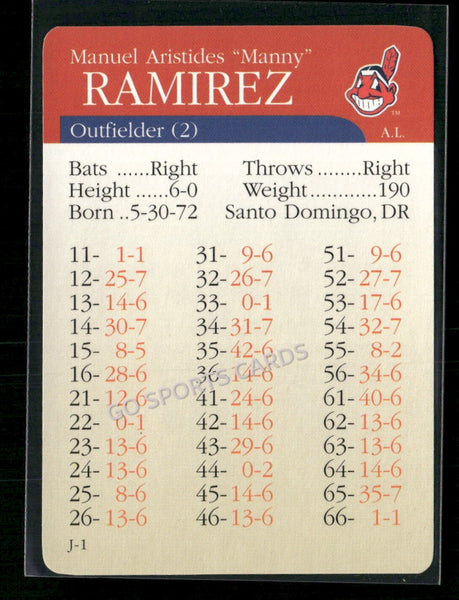 Manuel Aristides “Manny”
RAMIREZ
TM
Outfielder (2)
A.L.
Bats ......Right Throws ........Right
Height ......6-0 Weight ............190
Born ..5-30-72 Santo Domingo, DR
11- 1-1 31- 9-6 51- 9-6
12- 25-7 32- 26-7 52- 27-7
13- 14-6 33- 0-1 53- 17-6
14- 30-7 34- 31-7 54- 32-7
15- 8-5 35- 42-6 55- 8-2
16- 28-6 36- 4-6 56- 34-6
21- 12-6 41- 24-6 61- 40-6
22- 0-1 42- 14-6 62- 13-6
23- 13-6 43- 29-6 63- 13-6
24- 13-6 44- 0-2 64- 14-6
25- 8-6 45- 14-6 65- 35-7
26- 13-6 46- 13-6 66- 1-1
GO SPORTS CARDS
J-1